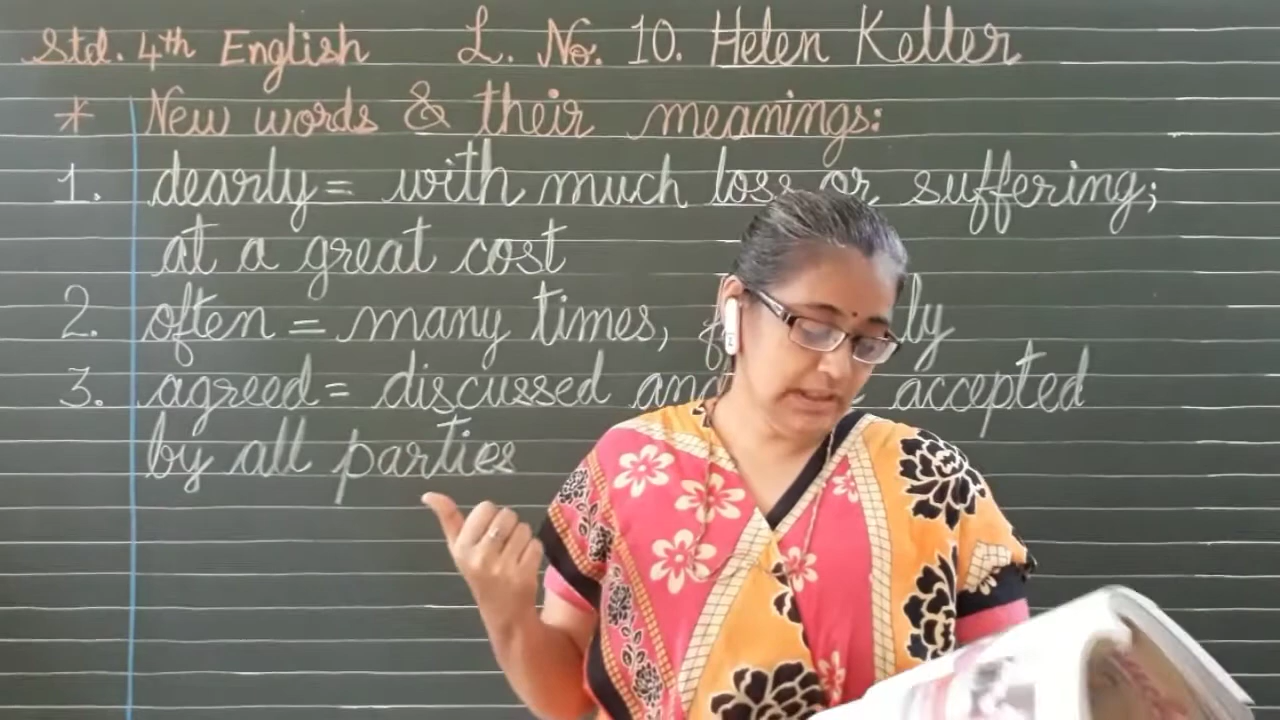 Std. 4th English L. No. 10. Helen Keller
* New words & their meanings:
1. dearly = with much loss or suffering;
at a great cost
2. often = many times,
3. agreed = discussed accepted
by all parties